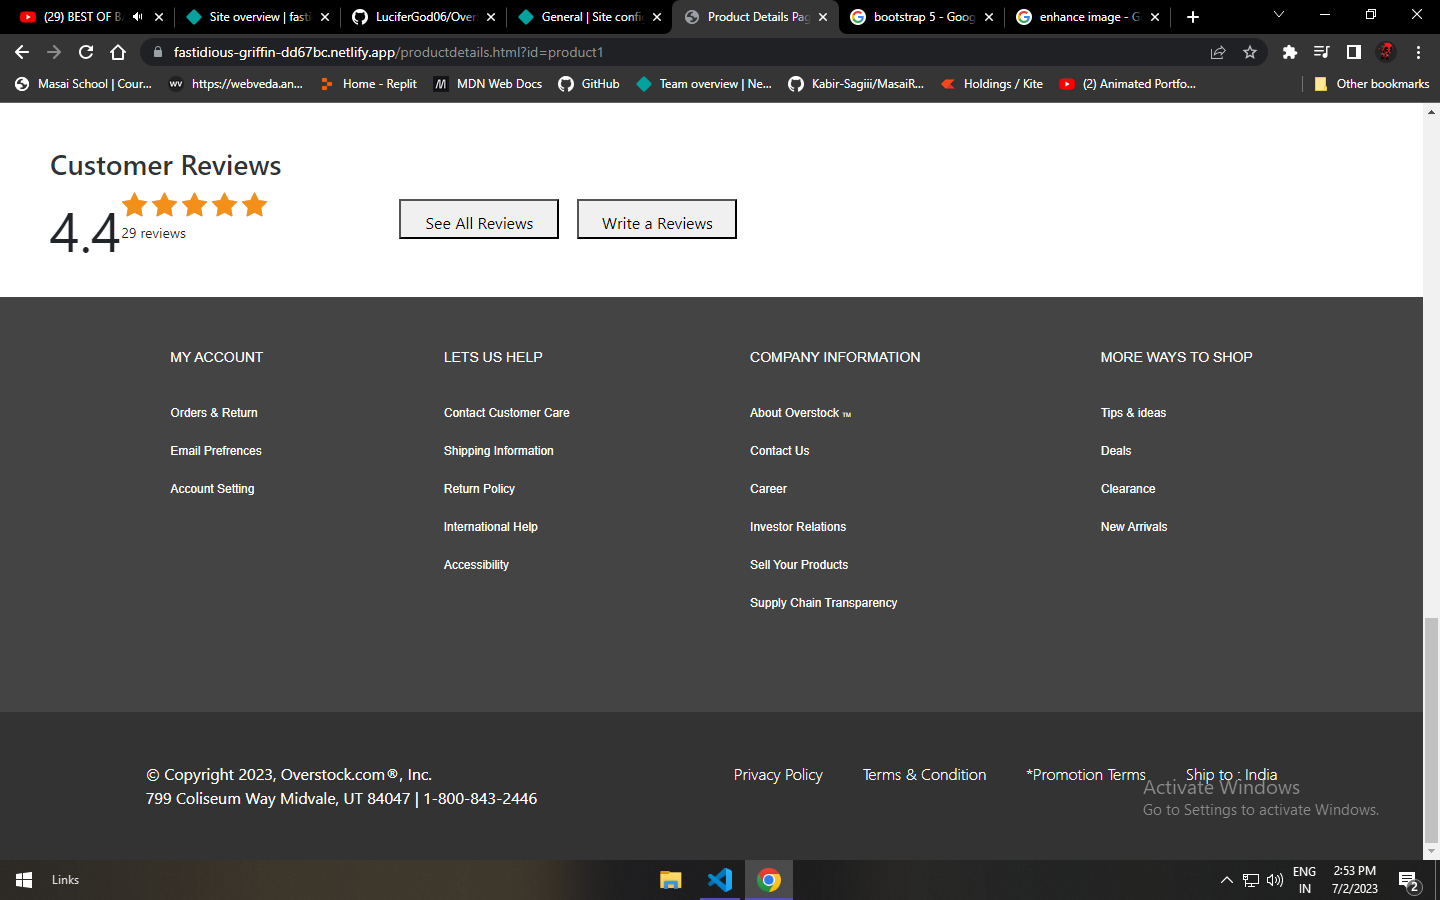 (29) BEST OF B
Site overview | fasti
LuciferGod06/Over
General | Site confi
Product Details Pag
bootstrap 5 - Goog
enhance image - G
fastidious-griffin-dd67bc.netlify.app/productdetails.html?id=product1
Masai School | Cour...
https://webveda.an...
Home - Replit
MDN Web Docs
GitHub
Team overview | Ne...
Kabir-Sagiii/MasaiR...
Holdings / Kite
(2) Animated Portfo...
Other bookmarks
Customer Reviews
4.4
29 reviews
See All Reviews
Write a Reviews
MY ACCOUNT
Orders & Return
Email Prefrences
Account Setting
LETS US HELP
Contact Customer Care
Shipping Information
Return Policy
International Help
Accessibility
COMPANY INFORMATION
About Overstock TM
Contact Us
Career
Investor Relations
Sell Your Products
Supply Chain Transparency
MORE WAYS TO SHOP
Tips & ideas
Deals
Clearance
New Arrivals
© Copyright 2023, Overstock.com®, Inc.
799 Coliseum Way Midvale, UT 84047 | 1-800-843-2446
Privacy Policy
Terms & Condition
*Promotion Terms
Ship to : India
Activate Windows
Go to Settings to activate Windows.
Links
ENG
IN
2:53 PM
7/2/2023
2